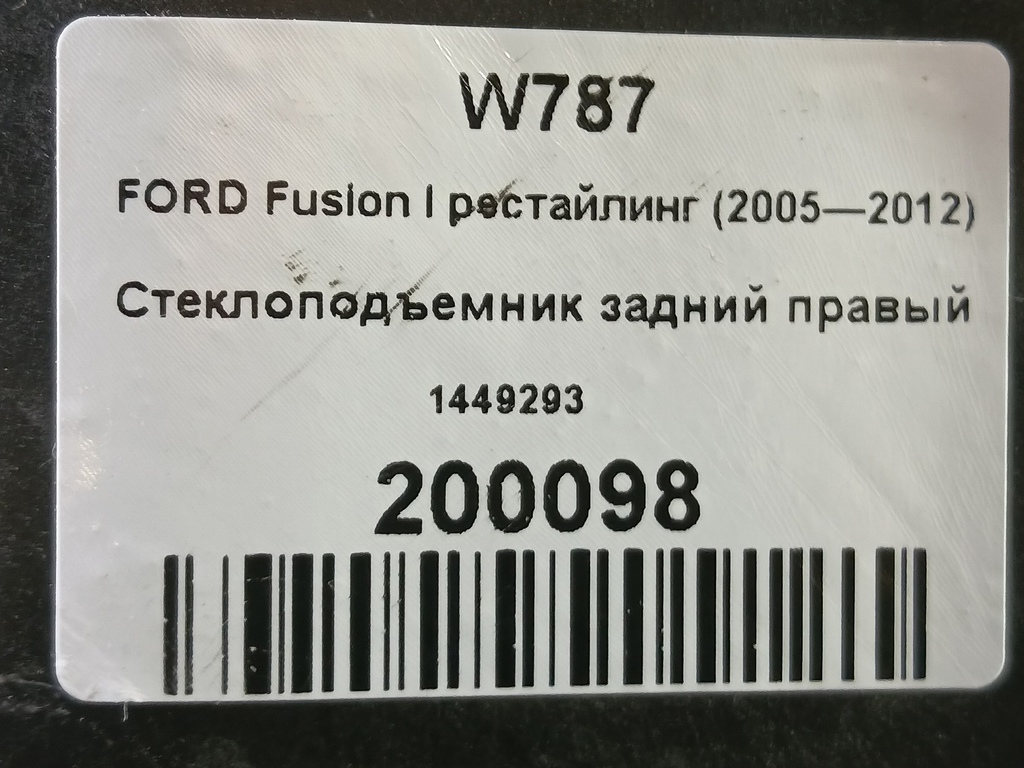 W787
FORD Fusion I рестайлинг (2005—2012)
Стеклоподъемник задний правый
1449293
200098